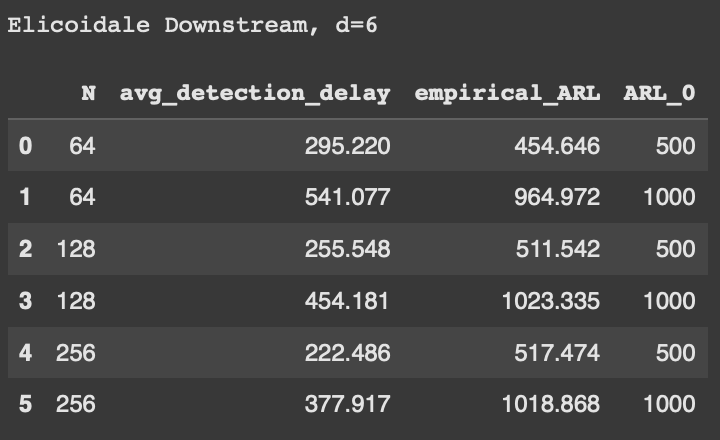 Elicoidale Downstream, d=6
N avg_detection_delay empirical_ARL ARL_0
0 64 295.220 454.646 500
1 64 541.077 964.972 1000
2 128 255.548 511.542 500
3 128 454.181 1023.335 1000
4 256 222.486 517.474 500
5 256 377.917 1018.868 1000